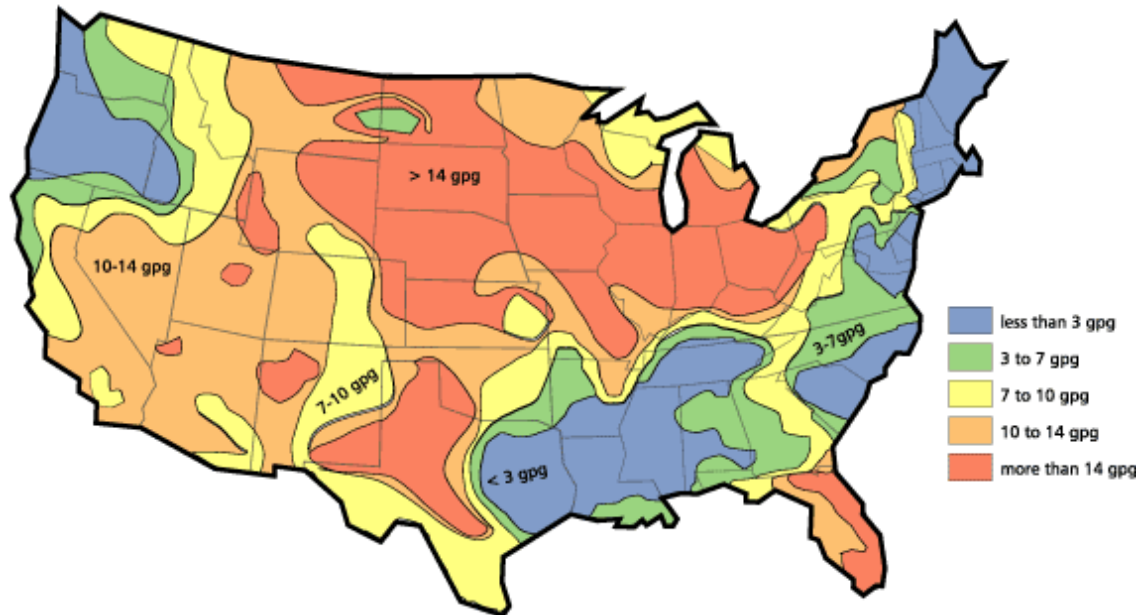 > 14 gpg
10-14 gpg
7-10 gpg
3-7gpg
< 3 gpg
less than 3 gpg
3 to 7 gpg
7 to 10 gpg
10 to 14 gpg
more than 14 gpg